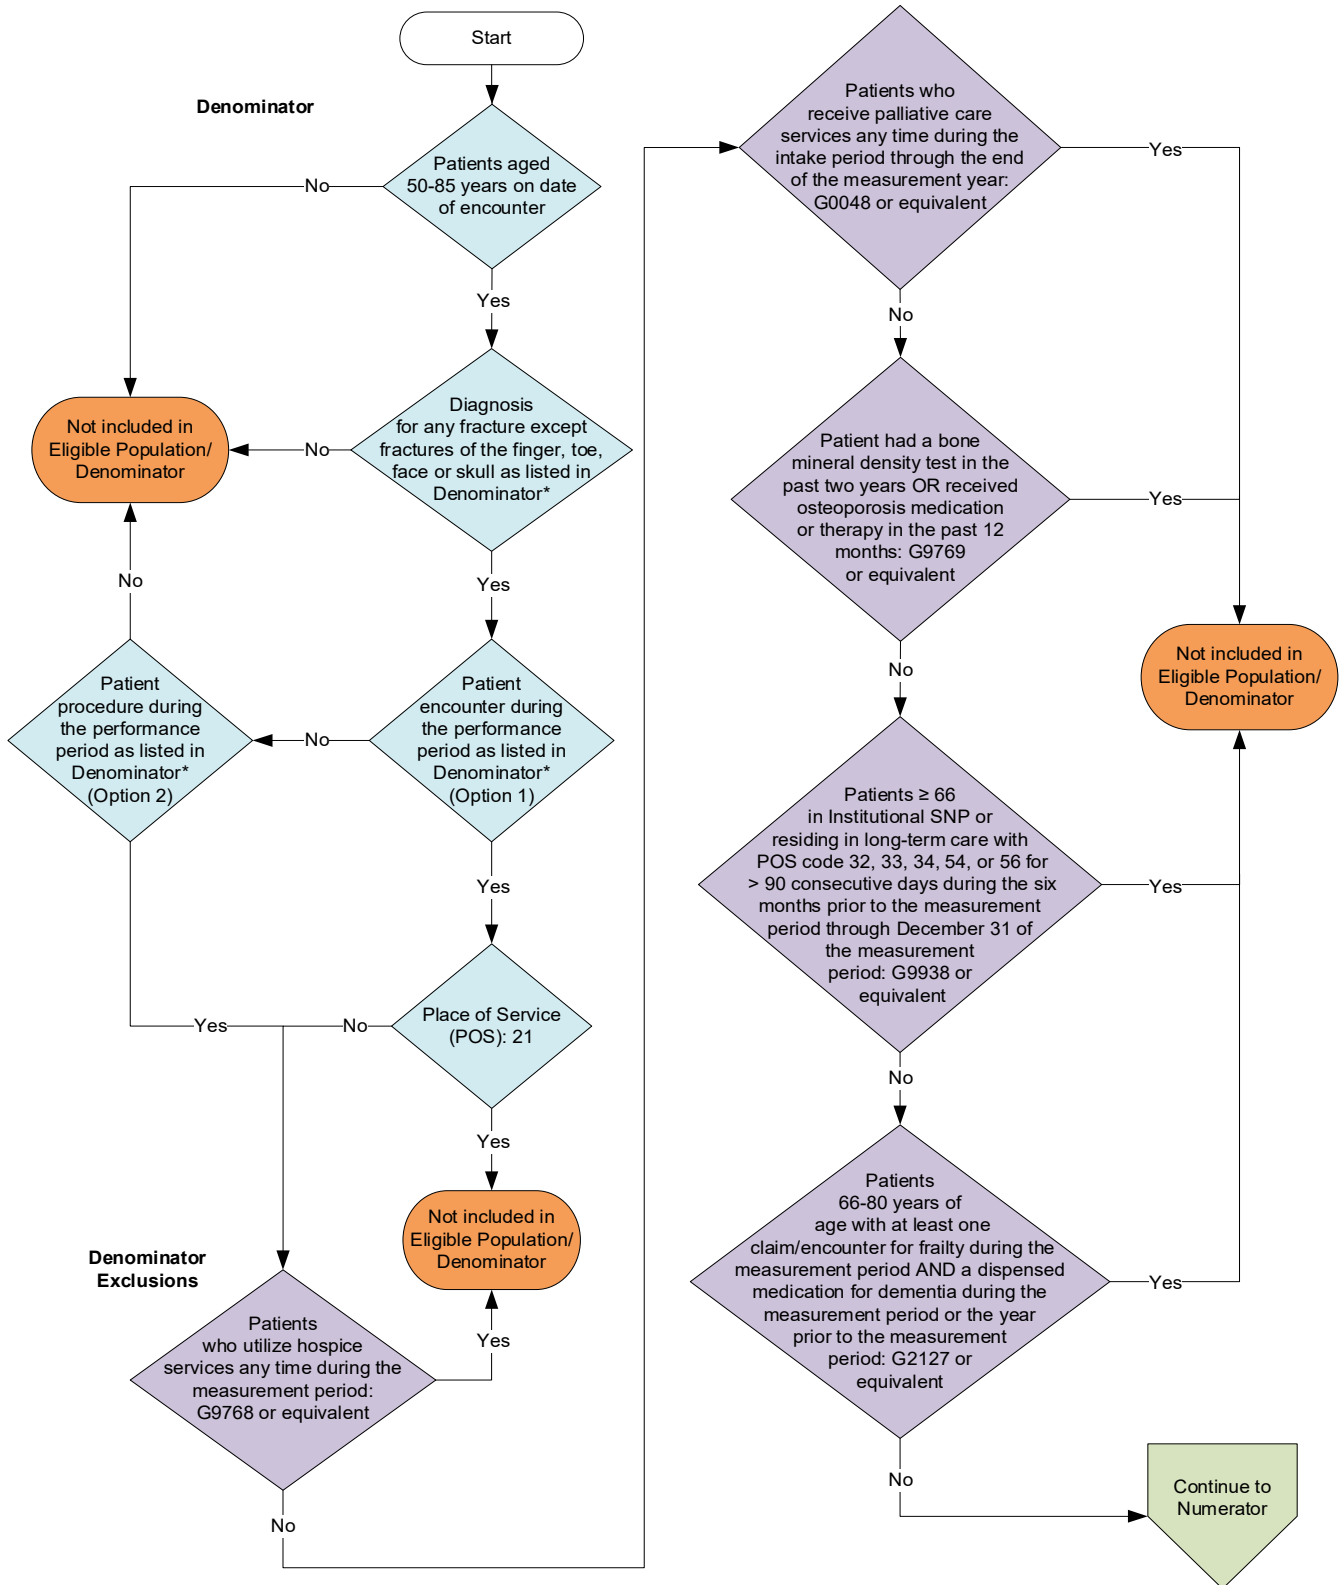 Start
Denominator
Patients aged
50-85 years on date
of encounter
No
Yes
Diagnosis
for any fracture except
fractures of the finger, toe,
face or skull as listed in
Denominator*
No
Not included in
Eligible Population/
Denominator
Yes
No
Patient
encounter during
the performance
period as listed in
Denominator*
(Option 1)
No
Patient
procedure during
the performance
period as listed in
Denominator*
(Option 2)
Yes
Place of Service
(POS): 21
No
Yes
Yes
Not included in
Eligible Population/
Denominator
Denominator
Exclusions
Patients
who utilize hospice
services any time during the
measurement period:
G9768 or equivalent
Yes
No
Patients who
receive palliative care
services any time during the
intake period through the end
of the measurement year:
G0048 or equivalent
Yes
No
Patient had a bone
mineral density test in the
past two years OR received
osteoporosis medication
or therapy in the past 12
months: G9769
or equivalent
Yes
No
Not included in
Eligible Population/
Denominator
Patients ≥ 66
in Institutional SNP or
residing in long-term care with
POS code 32, 33, 34, 54, or 56 for
> 90 consecutive days during the six
months prior to the measurement
period through December 31 of
the measurement
period: G9938 or
equivalent
Yes
No
Patients
66-80 years of
age with at least one
claim/encounter for frailty during the
measurement period AND a dispensed
medication for dementia during the
measurement period or the year
prior to the measurement
period: G2127 or
equivalent
Yes
No
Continue to
Numerator